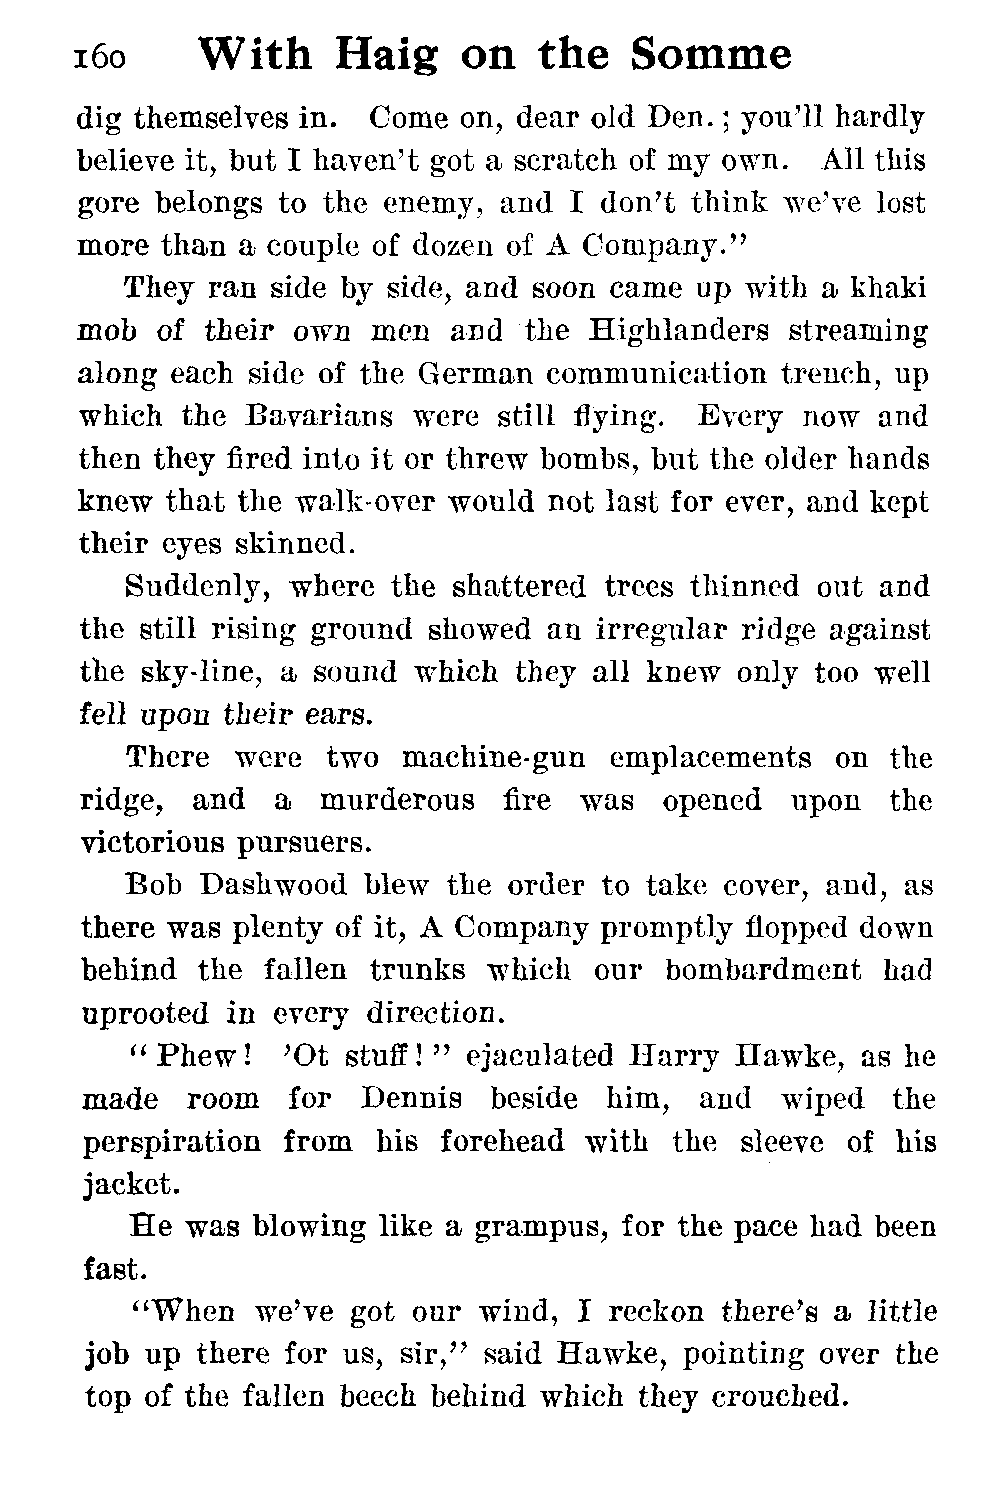 160 With Haig on the Somme
dig themselves in. Come on, dear old Den.; you'll hardly
believe it, but I haven't got a scratch of my own. All this
gore belongs to the enemy, and I don't think we've lost
more than a couple of dozen of A Company."
They ran side by side, and soon came up with a khaki
mob of their own men and the Highlanders streaming
along each side of the German communication trench, up
which the Bavarians were still flying. Every now and
then they fired into it or threw bombs, but the older hands
knew that the walk-over would not last for ever, and kept
their eyes skinned.
Suddenly, where the shattered trees thinned out and
the still rising ground showed an irregular ridge against
the sky-line, a sound which they all knew only too well
fell upon their ears.
There were two machine-gun emplacements on the
ridge, and a murderous fire was opened upon the
victorious pursuers.
Bob Dashwood blew the order to take cover, and, as
there was plenty of it, A Company promptly flopped down
behind the fallen trunks which our bombardment had
uprooted in every direction.
"Phew! 'Ot stuff!" ejaculated Harry Hawke, as he
made room for Dennis beside him, and wiped the
perspiration from his forehead with the sleeve of his
jacket.
He was blowing like a grampus, for the pace had been
fast.
"When we've got our wind, I reckon there's a little
job up there for us, sir," said Hawke, pointing over the
top of the fallen beech behind which they crouched.